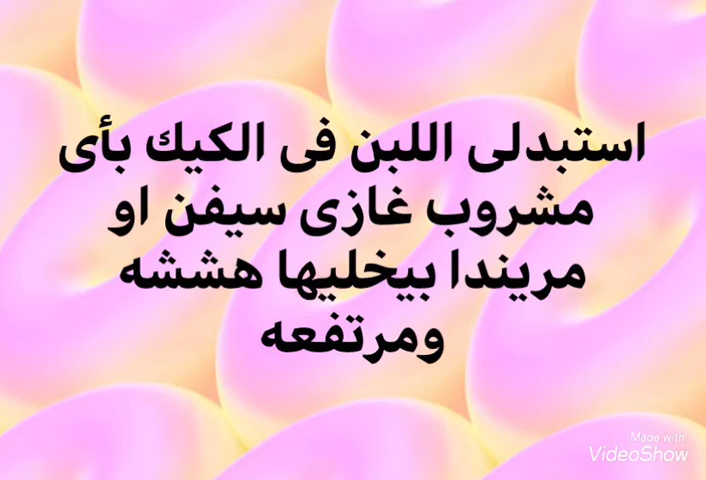 استبدلى اللبن فى الكيك بأى
مشروب غازى سيفن او
مريندا بيخليها هششه
ومرتفعه
Made with
VideoShow